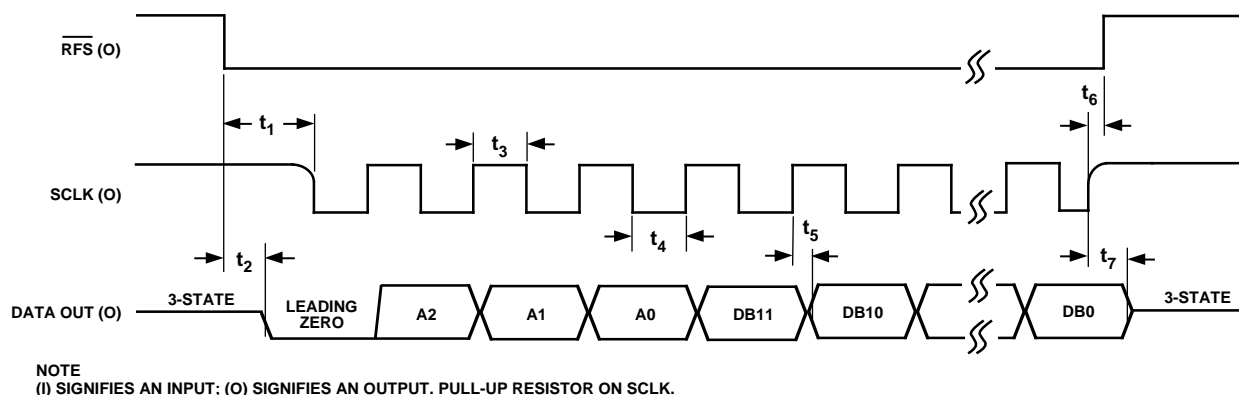 RFS (O)
t6
t1
t3
SCLK (O)
t4
t5
t2
t7
3-STATE
LEADING
ZERO
DATA OUT (O)
A2
A1
A0
DB11
DB10
DB0
3-STATE
NOTE
(I) SIGNIFIES AN INPUT; (O) SIGNIFIES AN OUTPUT. PULL-UP RESISTOR ON SCLK.